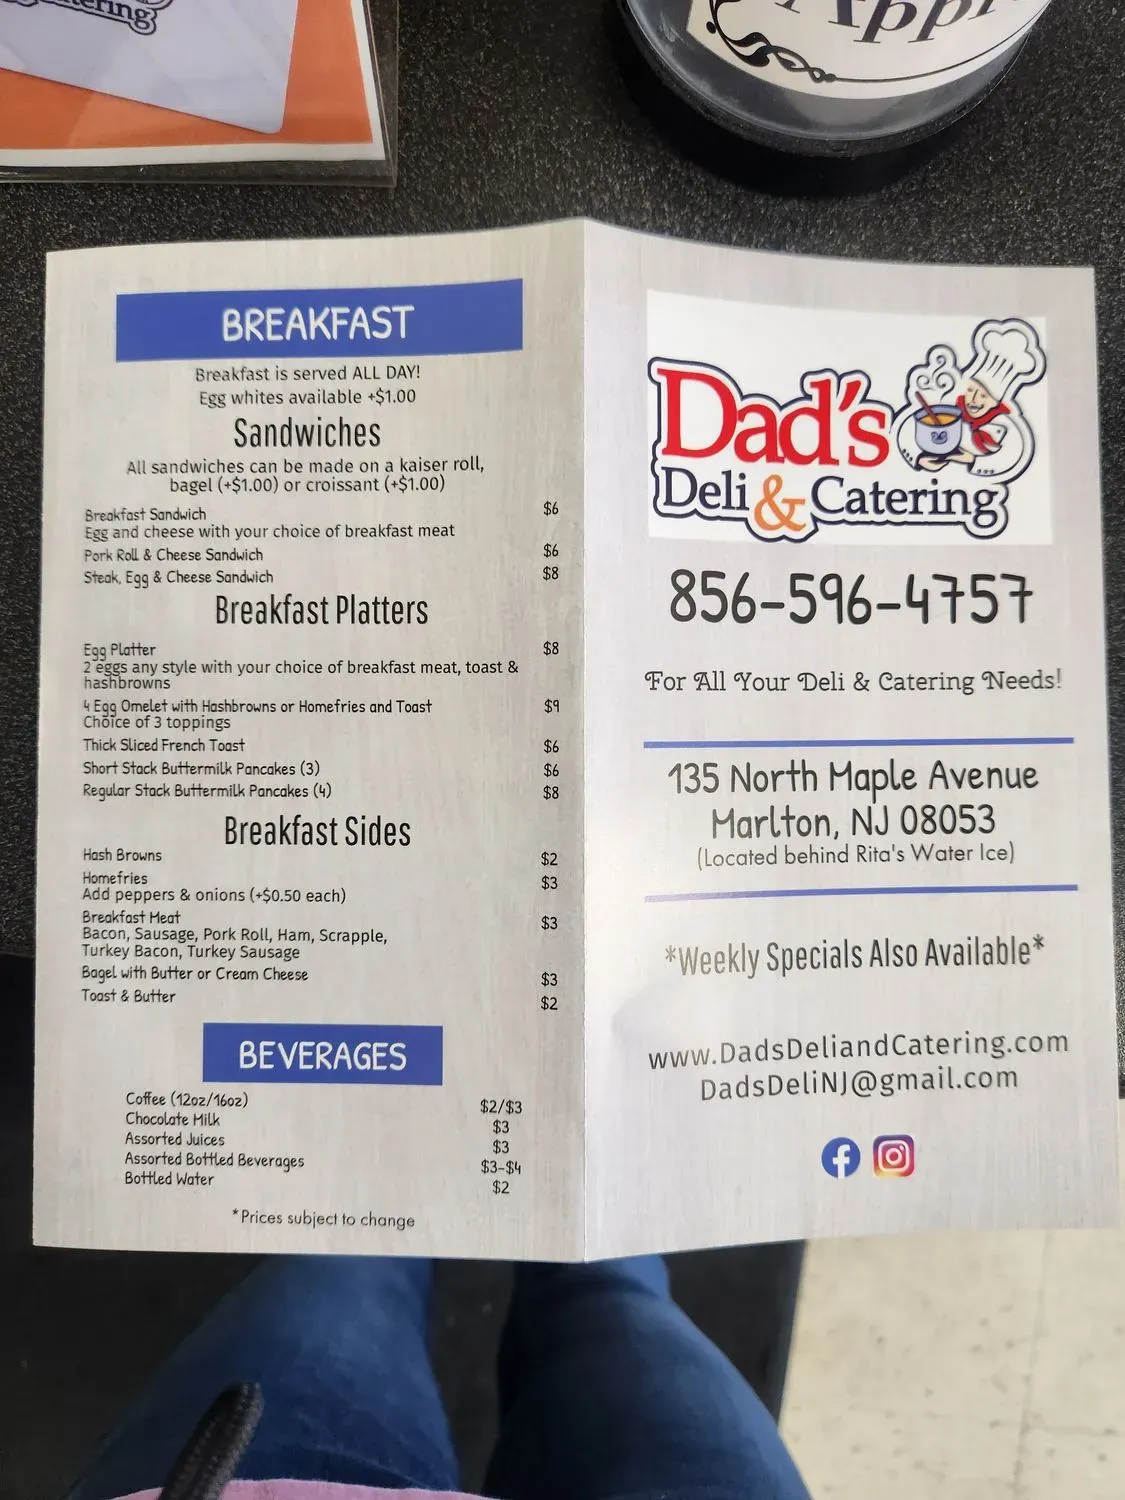 Catering
Appl
BREAKFAST
Breakfast is served ALL DAY!
Egg whites available +$1.00
Sandwiches
All sandwiches can be made on a kaiser roll,
bagel (+$1.00) or croissant (+$1.00)
Breakfast Sandwich $6
Egg and cheese with your choice of breakfast meat
Pork Roll & Cheese Sandwich $6
Steak, Egg & Cheese Sandwich $8
Breakfast Platters
Egg Platter $8
2 eggs any style with your choice of breakfast meat, toast &
hashbrowns
4 Egg Omelet with Hashbrowns or Homefries and Toast $9
Choice of 3 toppings
Thick Sliced French Toast $6
Short Stack Buttermilk Pancakes (3) $6
Regular Stack Buttermilk Pancakes (4) $8
Breakfast Sides
Hash Browns $2
Homefries $3
Add peppers & onions (+$0.50 each)
Breakfast Meat $3
Bacon, Sausage, Pork Roll, Ham, Scrapple,
Turkey Bacon, Turkey Sausage
Bagel with Butter or Cream Cheese $3
Toast & Butter $2
BEVERAGES
Coffee (12oz/16oz) $2/$3
Chocolate Milk $3
Assorted Juices $3
Assorted Bottled Beverages $3-$4
Bottled Water $2
*Prices subject to change
Dad's
Deli & Catering
856-596-4757
For All Your Deli & Catering Needs!
135 North Maple Avenue
Marlton, NJ 08053
(Located behind Rita's Water Ice)
*Weekly Specials Also Available*
www.DadsDeliandCatering.com
DadsDeliNJ@gmail.com